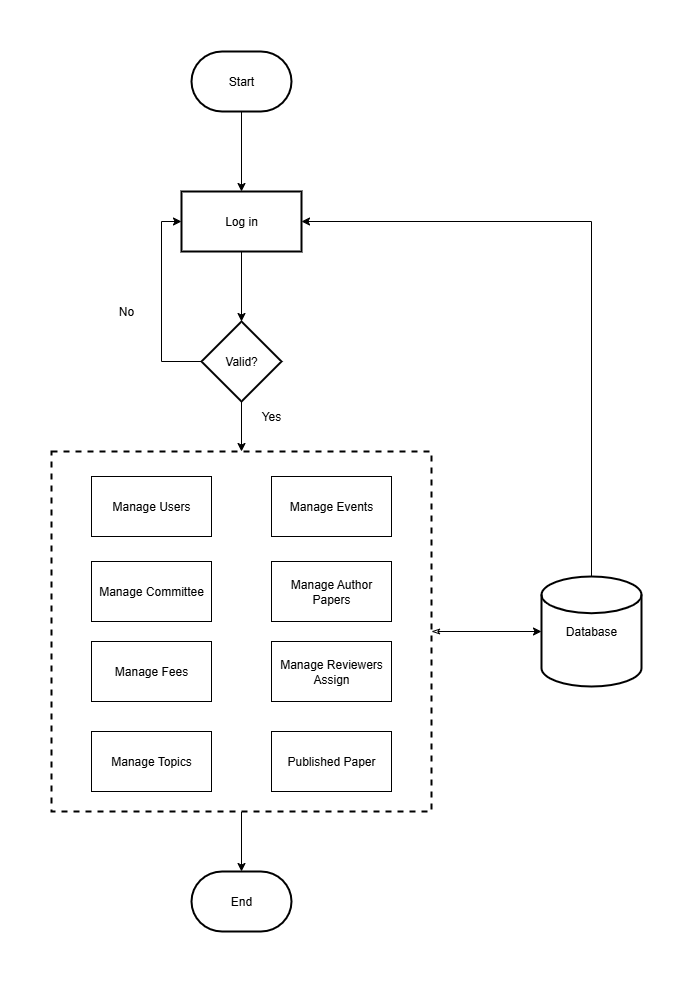 Start
Log in
No
Valid?
Yes
Manage Users
Manage Events
Manage Committee
Manage Author
Papers
Database
Manage Fees
Manage Reviewers
Assign
Manage Topics
Published Paper
End